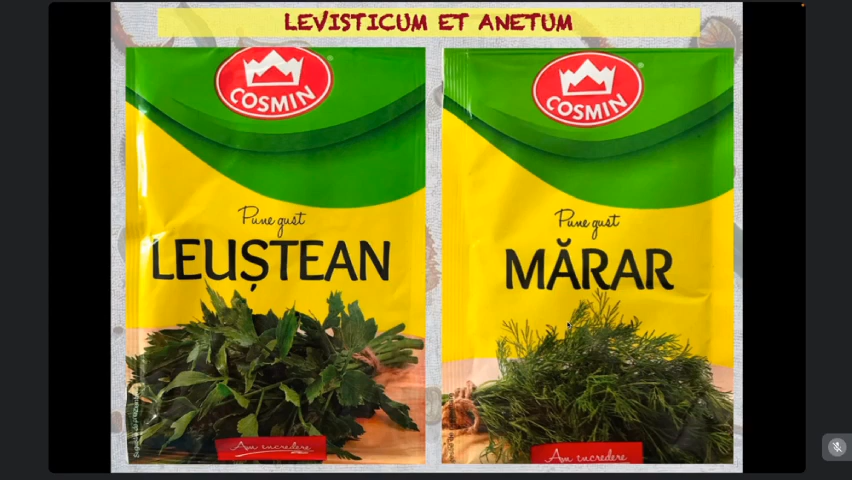 LEVISTICUM ET ANETUM
COSMIN
Pune gust
LEUȘTEAN
Am încredere
COSMIN
Pune gust
MĂRAR
Am încredere